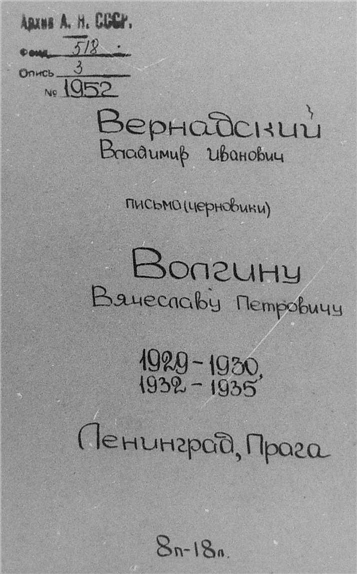 Архив А. Н. СССР.
Фонд 518.
Опись 3
№ 1952
Вернадский
Владимир Иванович
письма (черновики)
Волгину
Вячеславу Петровичу
1929-1930,
1932-1935
Ленинград, Прага
8п-18л.